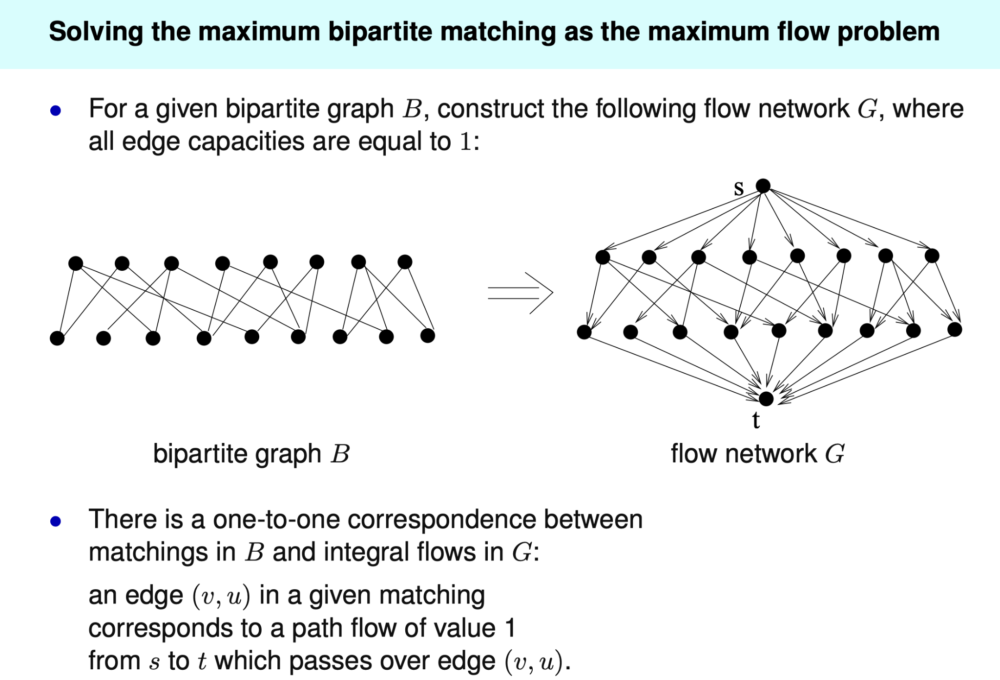 Solving the maximum bipartite matching as the maximum flow problem
For a given bipartite graph B, construct the following flow network G, where
all edge capacities are equal to 1:
s
t
bipartite graph B
flow network G
There is a one-to-one correspondence between
matchings in B and integral flows in G:
an edge (v, u) in a given matching
corresponds to a path flow of value 1
from s to t which passes over edge (v, u).